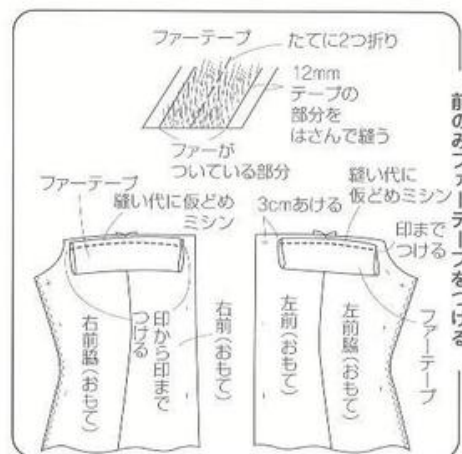 前のみファーテープをつける
ファーテープ
たてに2つ折り
12mm
テープの
部分を
はさんで縫う
ファーが
ついている部分
ファーテープ
縫い代に仮どめ
ミシン
印から印まで
つける
右前脇(おもて)
右前(おもて)
縫い代に
仮どめミシン
3cmあける
印まで
つける
左前(おもて)
左前脇(おもて)
ファーテープ